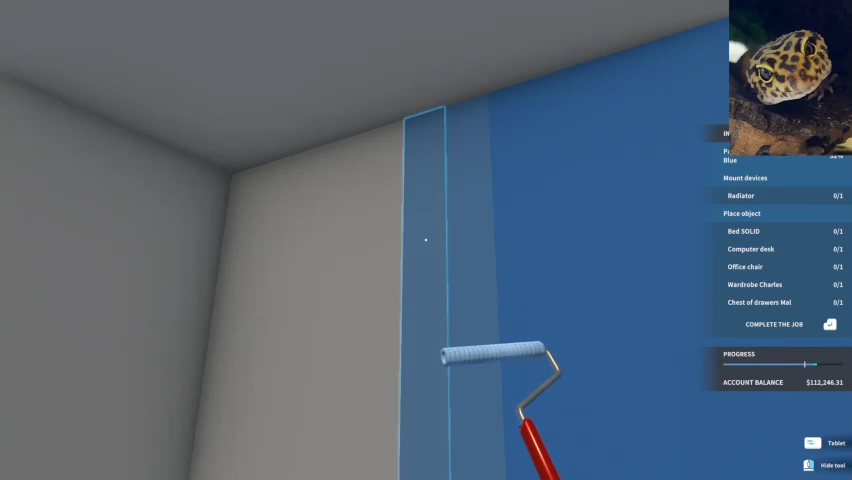 Blue
Mount devices
Radiator 0/1
Place object
Bed SOLID 0/1
Computer desk 0/1
Office chair 0/1
Wardrobe Charles 0/1
Chest of drawers Mal 0/1
COMPLETE THE JOB
PROGRESS
ACCOUNT BALANCE $112,246.31
Tablet
Hide tool